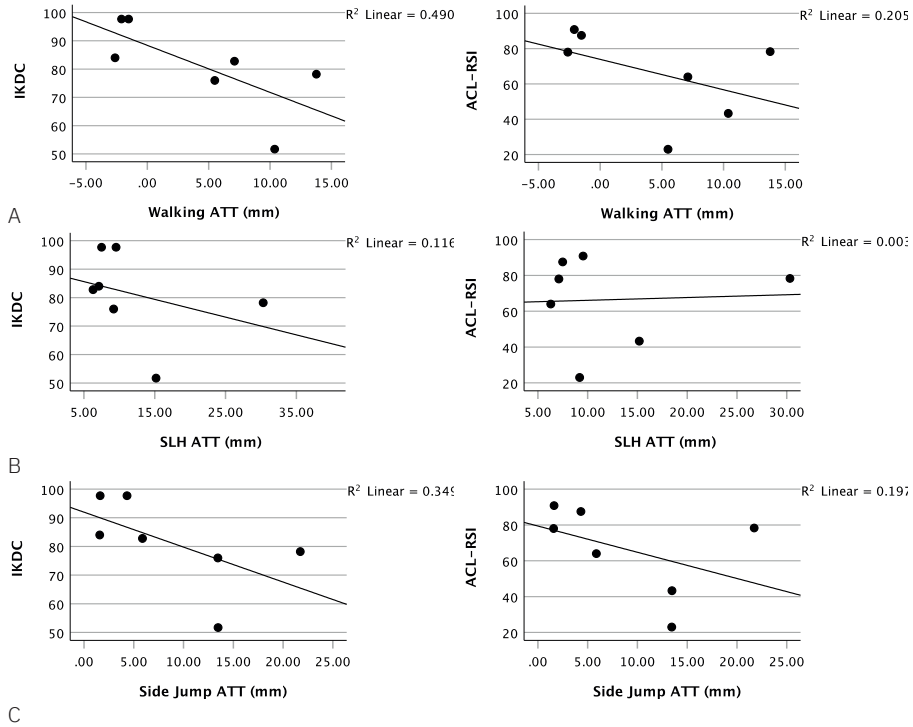 R² Linear = 0.490
100
90
80
70
60
50
IKDC
-5.00 .00 5.00 10.00 15.00
Walking ATT (mm)
R² Linear = 0.205
100
80
60
40
20
ACL-RSI
-5.00 .00 5.00 10.00 15.00
Walking ATT (mm)
A
R² Linear = 0.116
100
90
80
70
60
50
IKDC
5.00 15.00 25.00 35.00
SLH ATT (mm)
R² Linear = 0.003
100
80
60
40
20
ACL-RSI
5.00 10.00 15.00 20.00 25.00 30.00
SLH ATT (mm)
B
R² Linear = 0.349
100
90
80
70
60
50
IKDC
.00 5.00 10.00 15.00 20.00 25.00
Side Jump ATT (mm)
R² Linear = 0.197
100
80
60
40
20
ACL-RSI
.00 5.00 10.00 15.00 20.00 25.00
Side Jump ATT (mm)
C